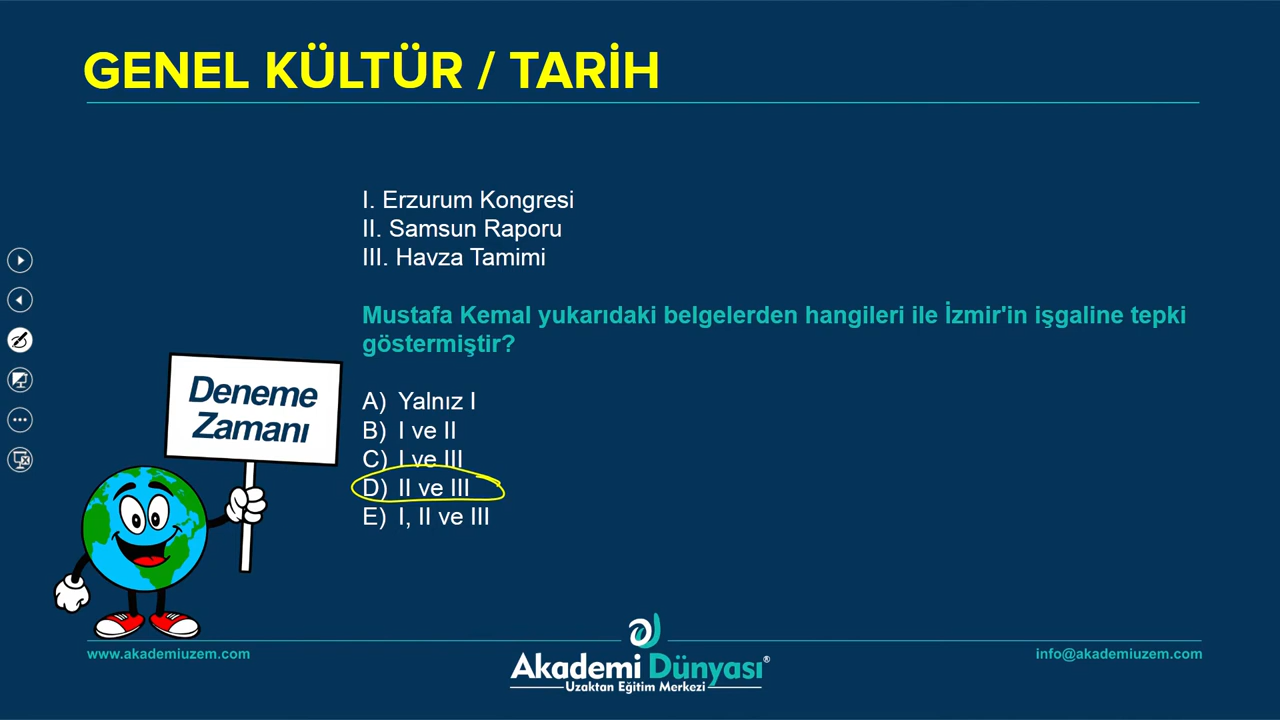 GENEL KÜLTÜR / TARİH
I. Erzurum Kongresi
II. Samsun Raporu
III. Havza Tamimi
Mustafa Kemal yukarıdaki belgelerden hangileri ile İzmir'in işgaline tepki
göstermiştir?
A) Yalnız I
B) I ve II
C) I ve III
D) II ve III
E) I, II ve III
Deneme
Zamanı
www.akademiuzem.com
Akademi Dünyası®
Uzaktan Eğitim Merkezi
info@akademiuzem.com